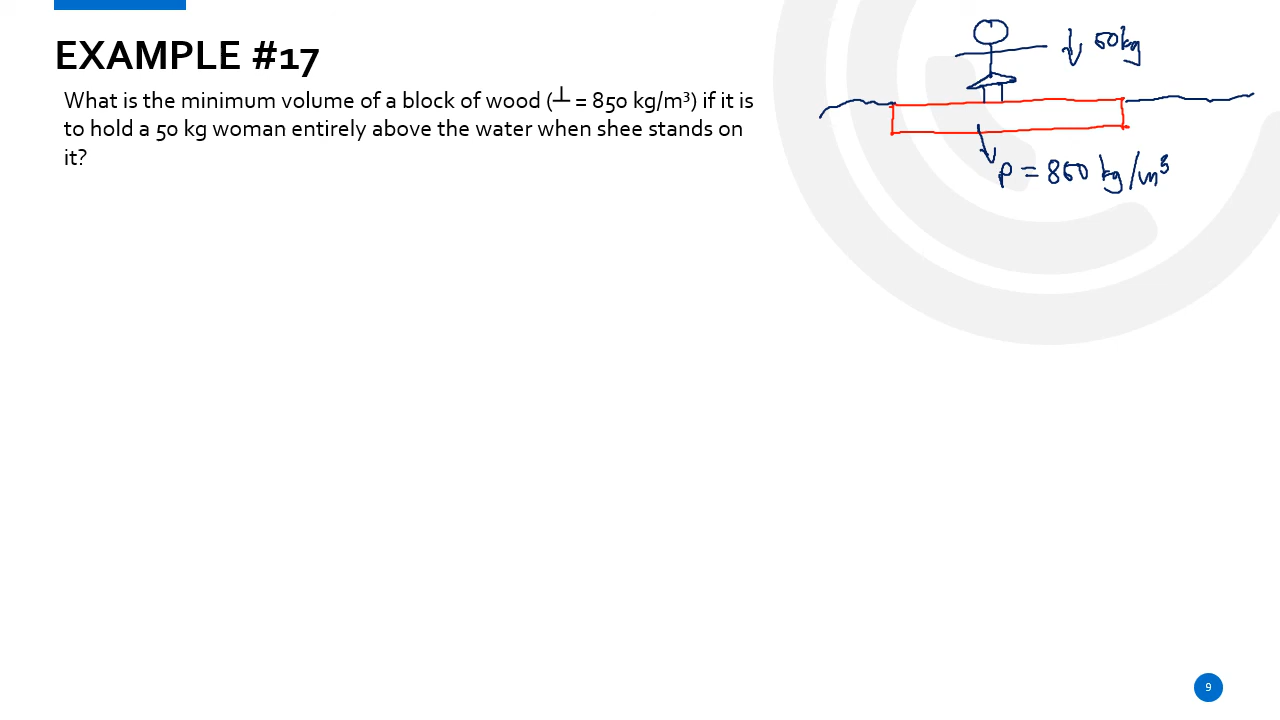 EXAMPLE #17
What is the minimum volume of a block of wood (┴ = 850 kg/m³) if it is
to hold a 50 kg woman entirely above the water when shee stands on
it?
50kg
ρ = 850 kg/m³
9